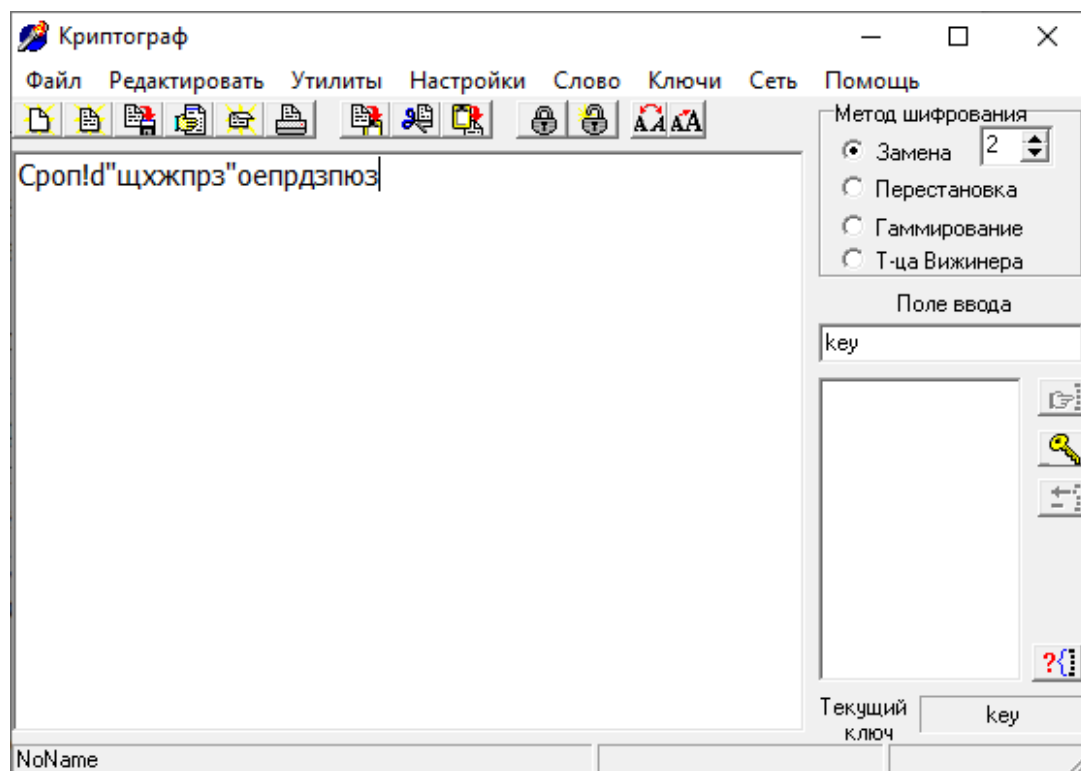 Криптограф
Файл Редактировать Утилиты Настройки Слово Ключи Сеть Помощь
Метод шифрования
Замена 2
Перестановка
Гаммирование
Т-ца Вижинера
Сроп!d"щхжпрз"оепрдзпюз
Поле ввода
key
Текущий
ключ
key
NoName